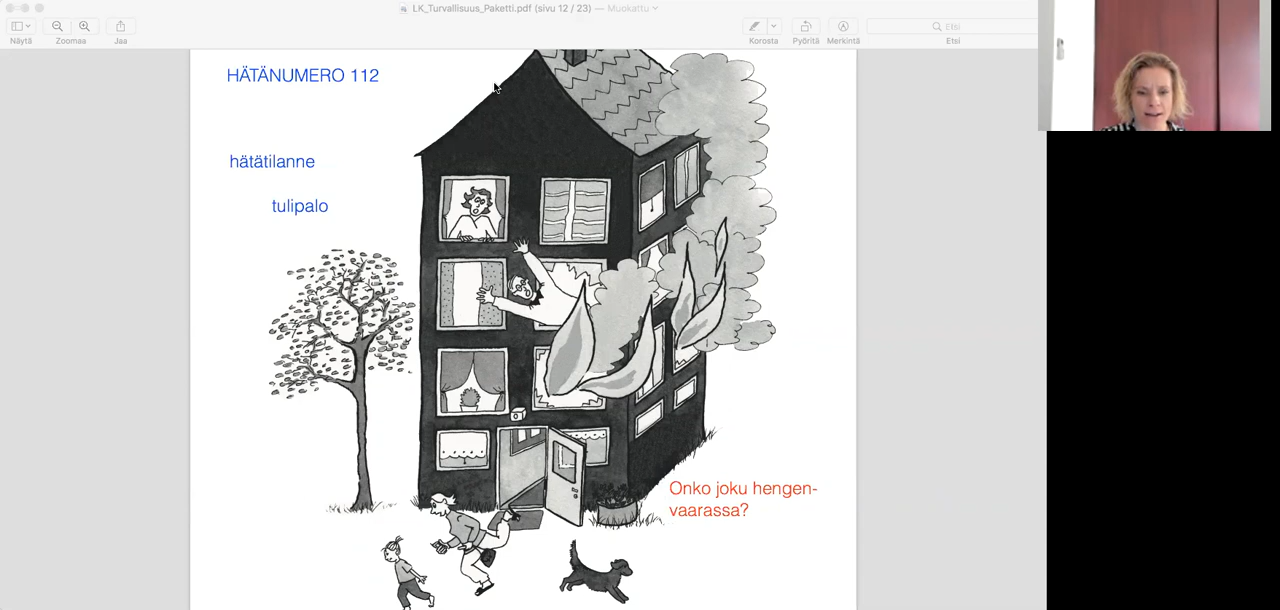 LK_Turvallisuus_Paketti.pdf (sivu 12 / 23) — Muokattu
Näytä
Zoomaa
Jaa
Korosta
Pyöritä
Merkintä
Etsi
Etsi
HÄTÄNUMERO 112
hätätilanne
tulipalo
Onko joku hengen-
vaarassa?